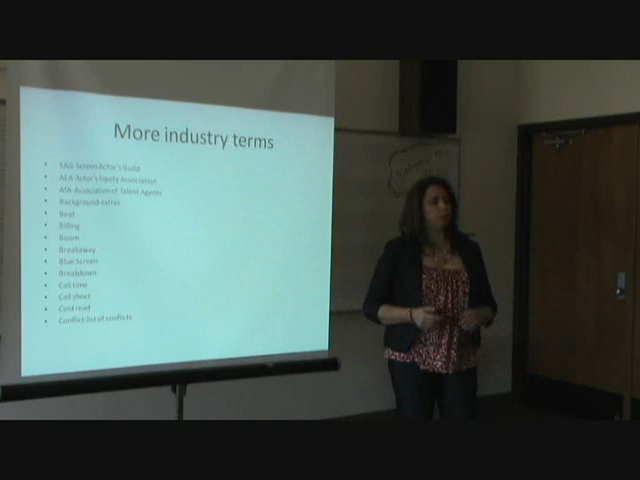 More industry terms
• SAG-Screen Actor's Guild
• AEA-Actor's Equity Association
• ATA-Association of Talent Agents
• Background-extras
• Beat
• Billing
• Boom
• Breakaway
• Blue Screen
• Breakdown
• Call time
• Call sheet
• Cold read
• Conflict-list of conflicts